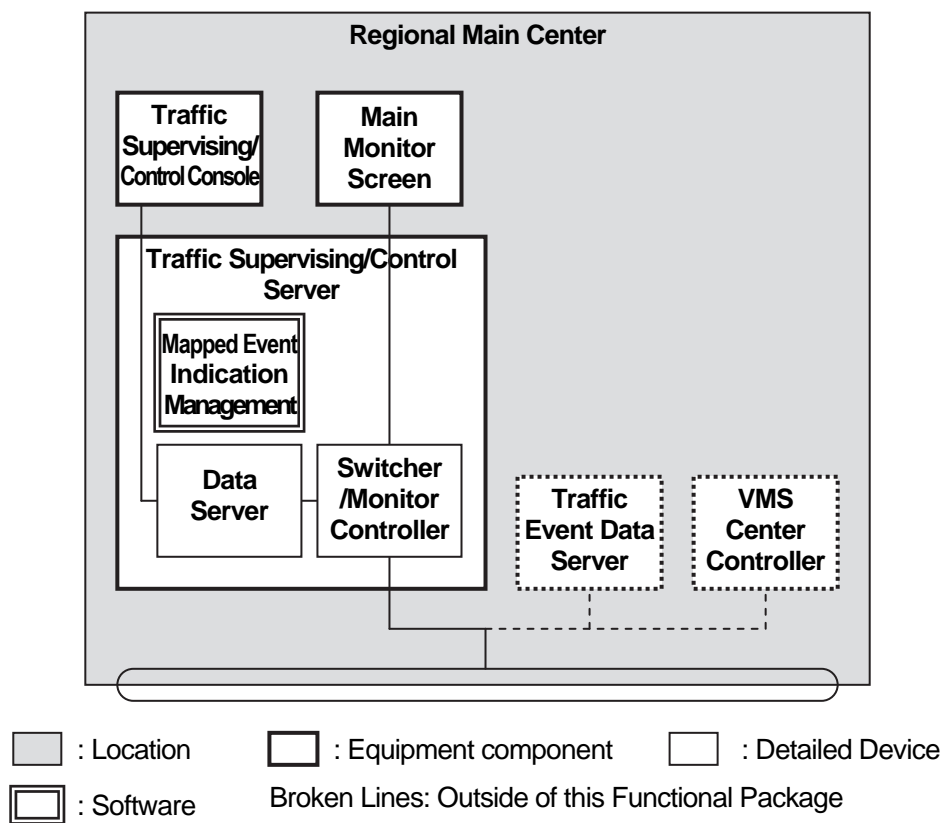 Regional Main Center
Traffic
Supervising/
Control Console
Main
Monitor
Screen
Traffic Supervising/Control
Server
Mapped Event
Indication
Management
Data
Server
Switcher
/Monitor
Controller
Traffic
Event Data
Server
VMS
Center
Controller
: Location
: Equipment component
: Detailed Device
: Software
Broken Lines: Outside of this Functional Package